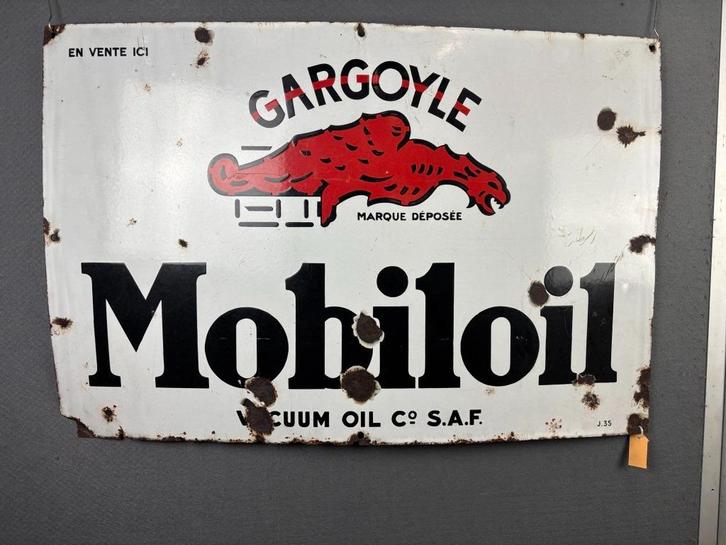 EN VENTE ICI
GARGOYLE
MARQUE DÉPOSÉE
Mobiloil
VACUUM OIL Cº S.A.F.
J.35